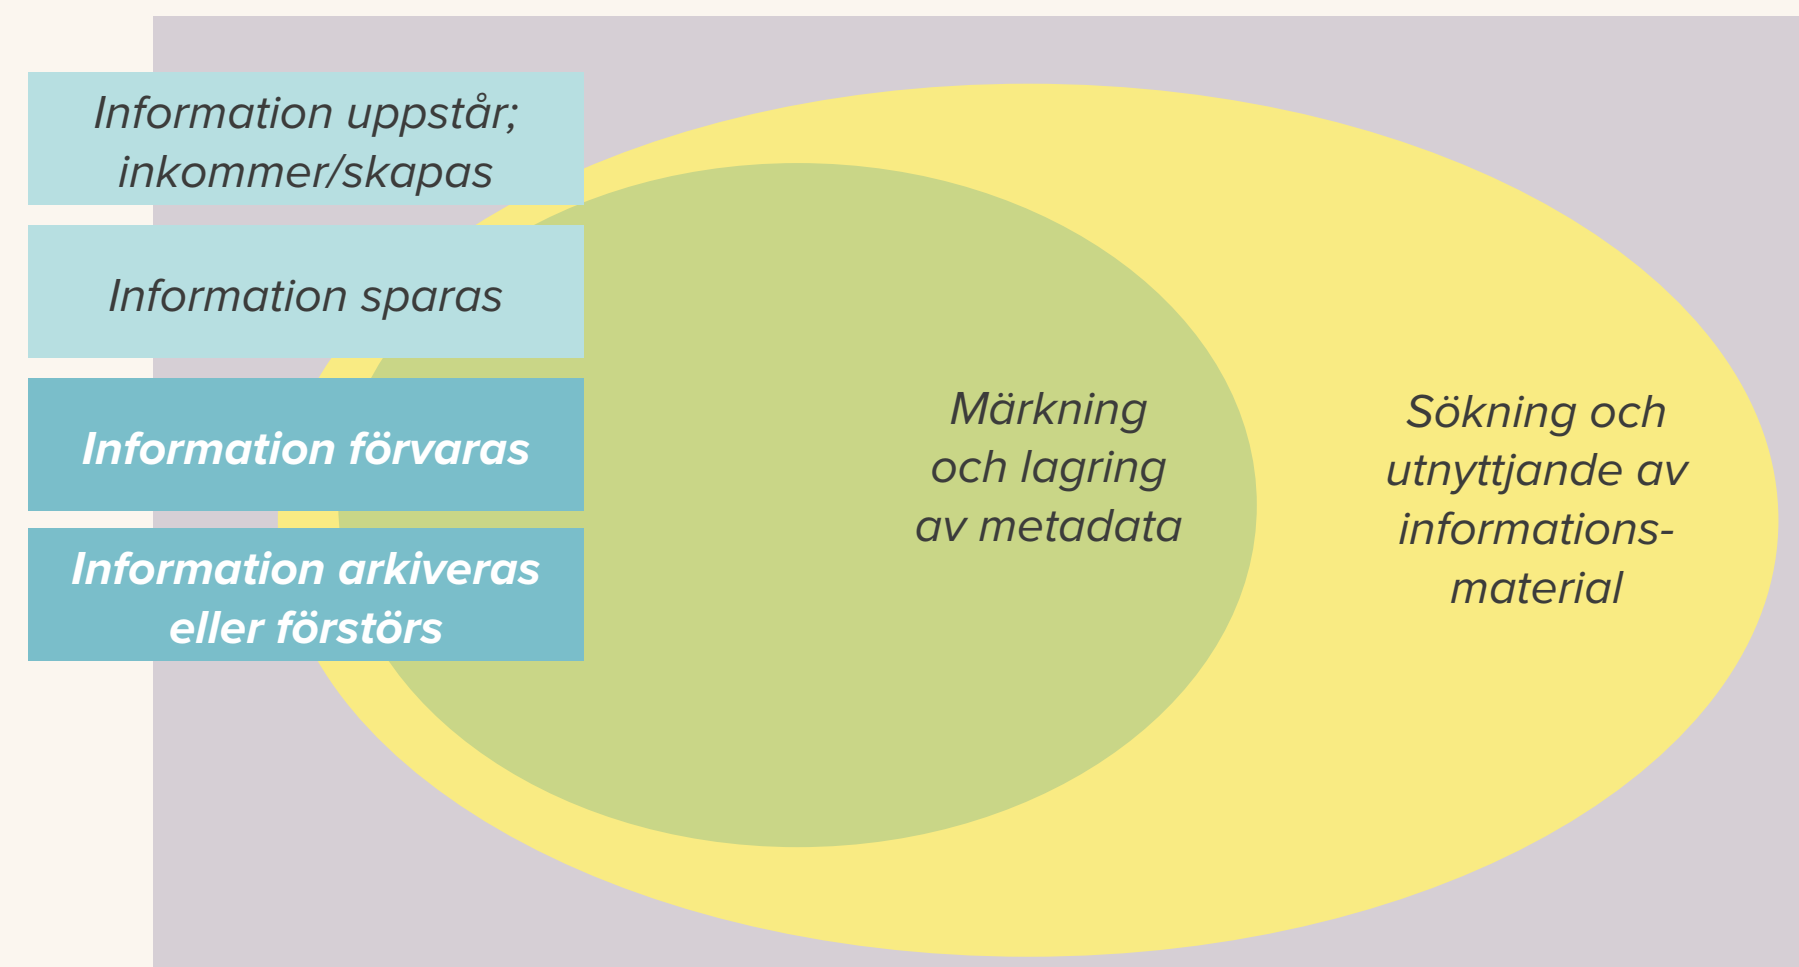 Information uppstår;
inkommer/skapas
Information sparas
Information förvaras
Information arkiveras
eller förstörs
Märkning
och lagring
av metadata
Sökning och
utnyttjande av
informations-
material